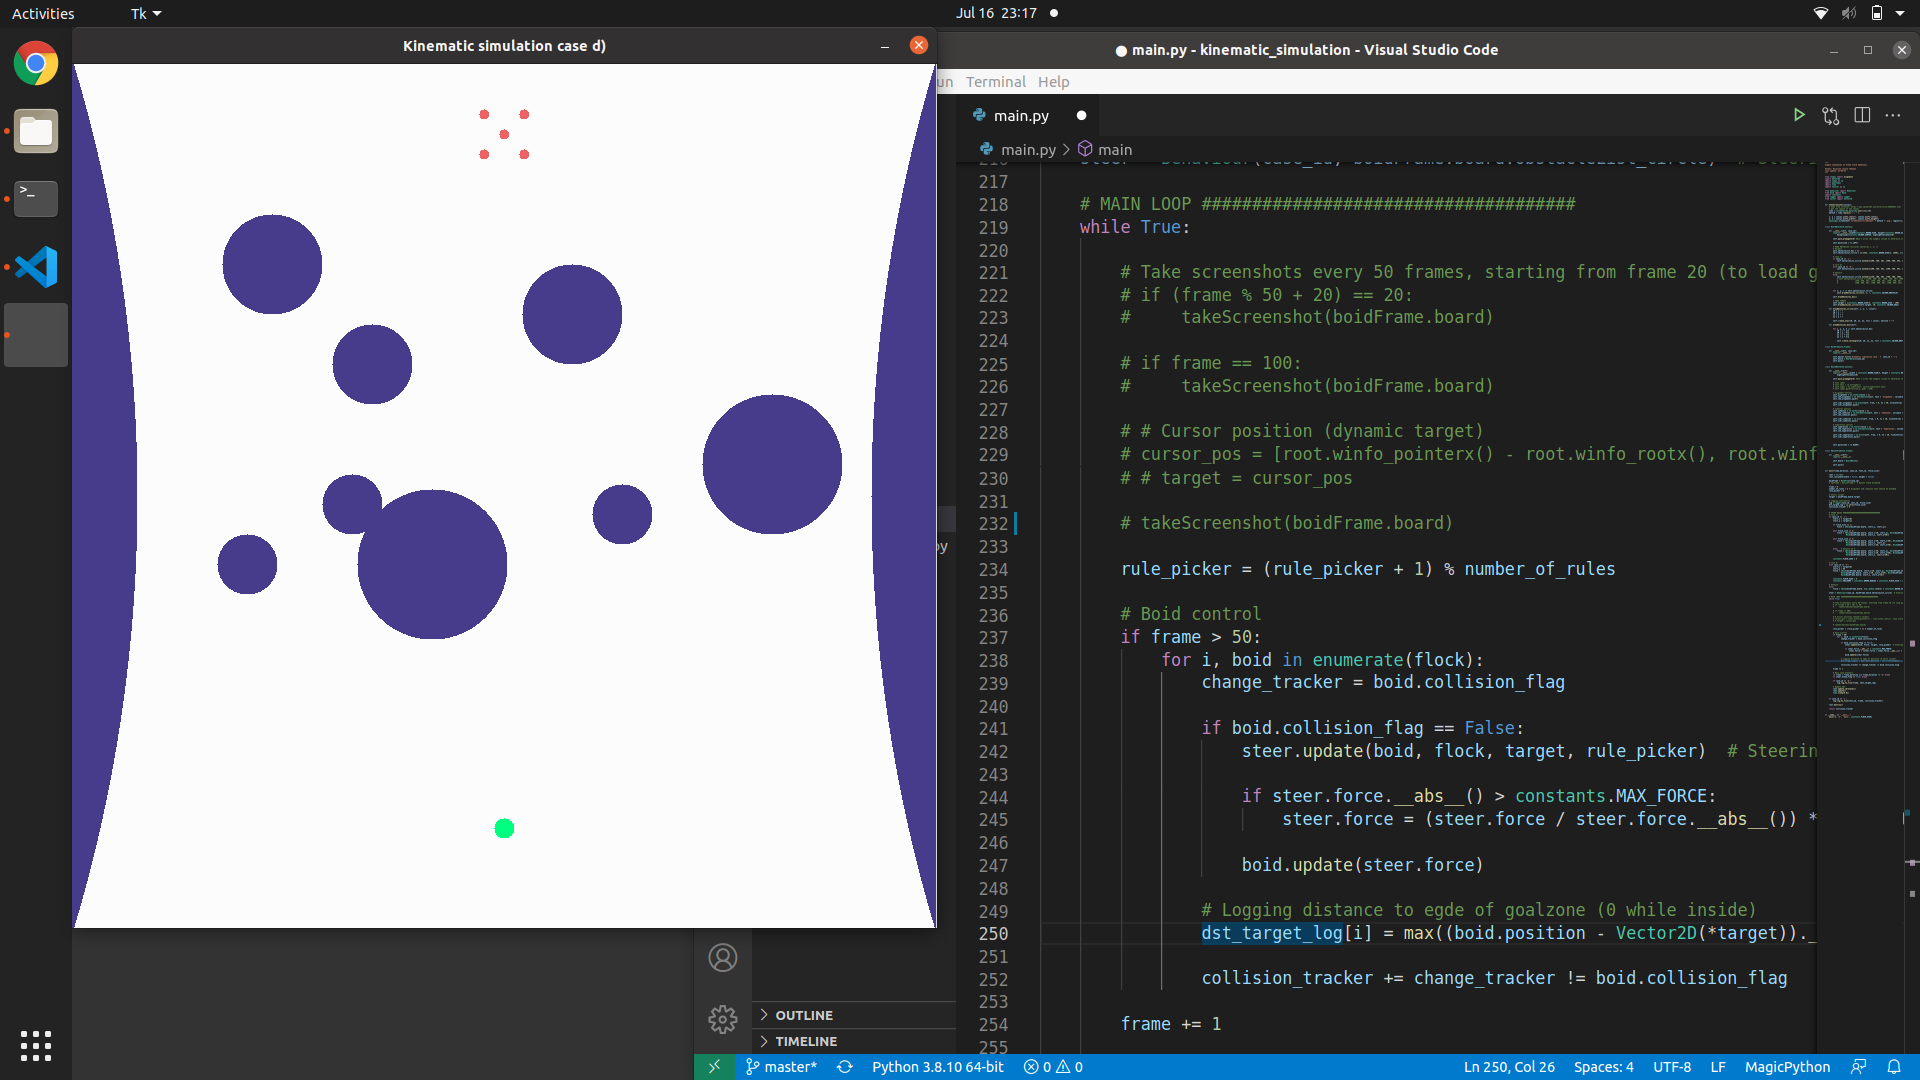 Activities
Tk
Jul 16 23:17
Kinematic simulation case d)
● main.py - kinematic_simulation - Visual Studio Code
un Terminal Help
main.py
main.py > main
217
218 # MAIN LOOP #####################################
219 while True:
220
221 # Take screenshots every 50 frames, starting from frame 20 (to load g
222 # if (frame % 50 + 20) == 20:
223 #     takeScreenshot(boidFrame.board)
224
225 # if frame == 100:
226 #     takeScreenshot(boidFrame.board)
227
228 # # Cursor position (dynamic target)
229 # cursor_pos = [root.winfo_pointerx() - root.winfo_rootx(), root.winf
230 # # target = cursor_pos
231
232 # takeScreenshot(boidFrame.board)
233
234 rule_picker = (rule_picker + 1) % number_of_rules
235
236 # Boid control
237 if frame > 50:
238 for i, boid in enumerate(flock):
239 change_tracker = boid.collision_flag
240
241 if boid.collision_flag == False:
242 steer.update(boid, flock, target, rule_picker)  # Steerin
243
244 if steer.force.__abs__() > constants.MAX_FORCE:
245 steer.force = (steer.force / steer.force.__abs__()) *
246
247 boid.update(steer.force)
248
249 # Logging distance to egde of goalzone (0 while inside)
250 dst_target_log[i] = max((boid.position - Vector2D(*target))._
251
252 collision_tracker += change_tracker != boid.collision_flag
253
254 frame += 1
255
py
OUTLINE
TIMELINE
master*
Python 3.8.10 64-bit
0
0
Ln 250, Col 26
Spaces: 4
UTF-8
LF
MagicPython